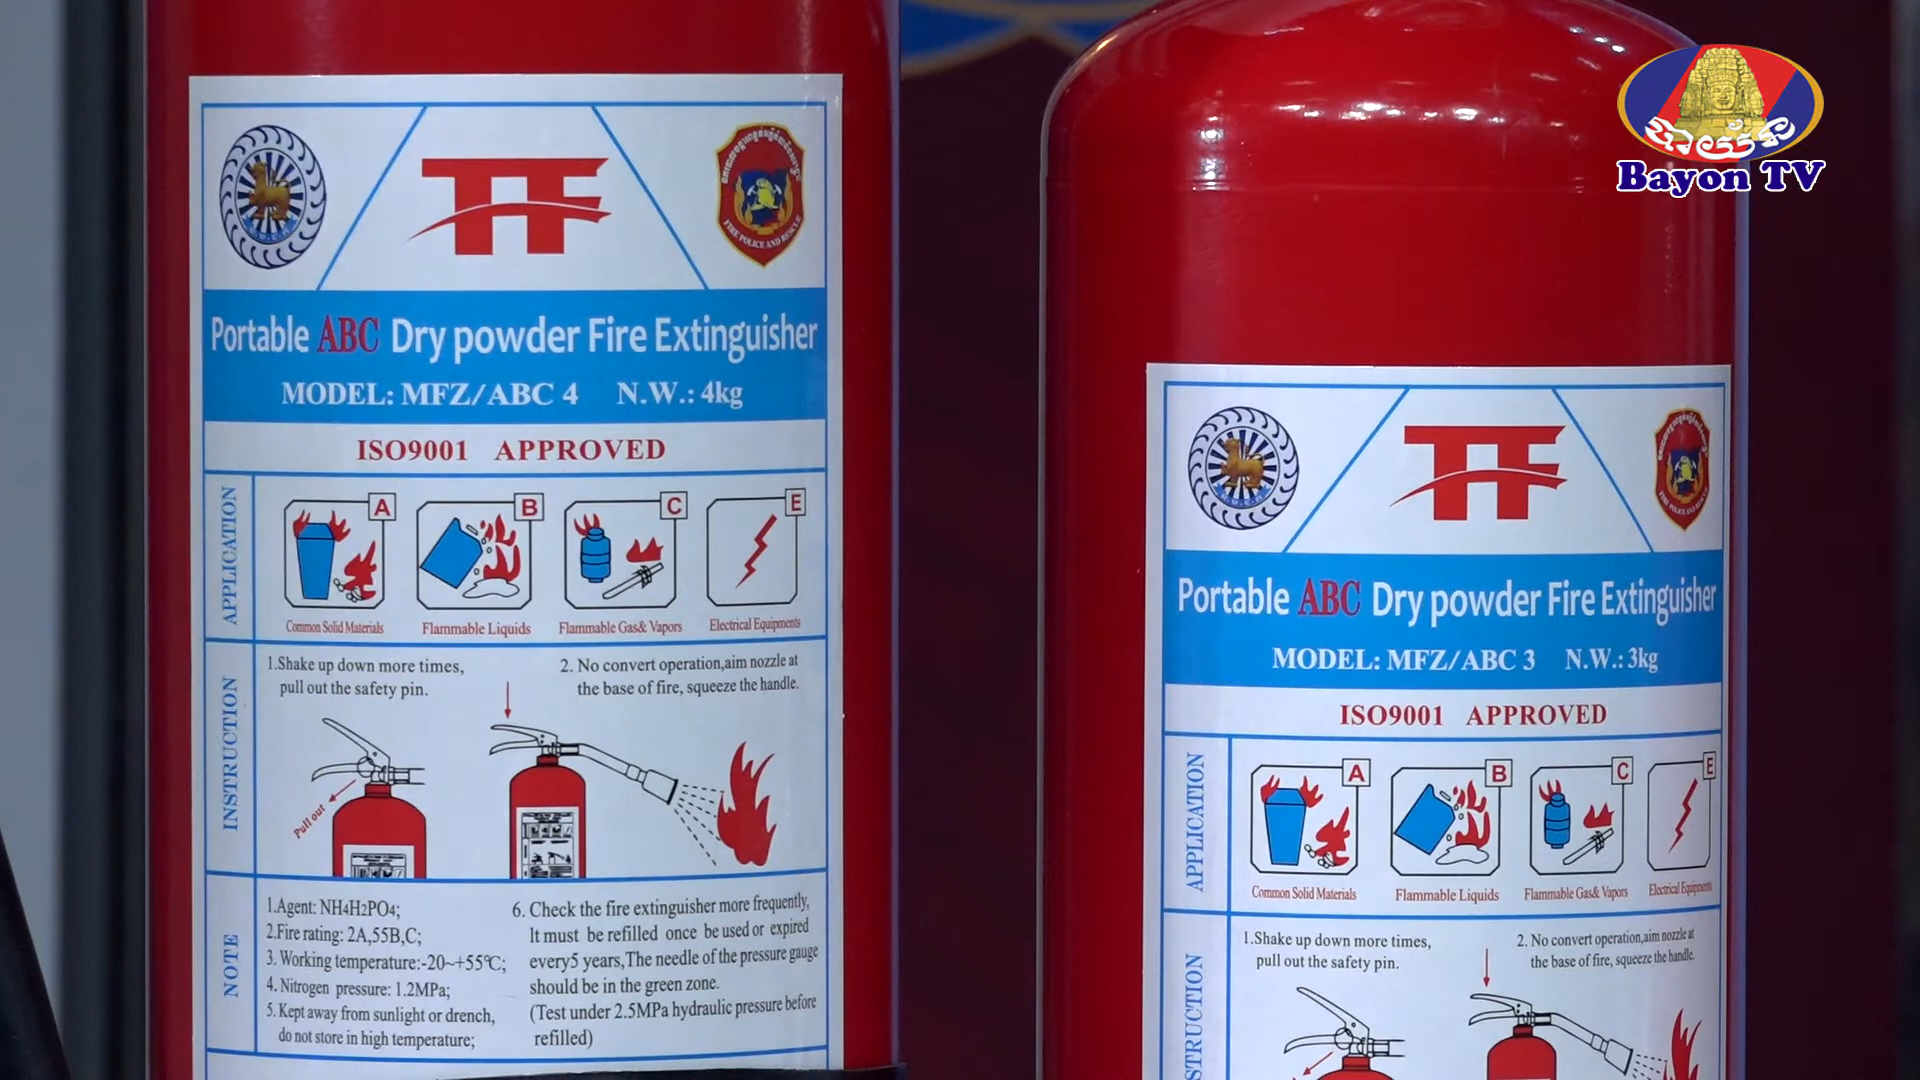 Bayon TV
TF
FIRE POLICE AND RESCUE
Portable ABC Dry powder Fire Extinguisher
MODEL: MFZ/ABC 4 N.W.: 4kg
ISO9001 APPROVED
APPLICATION
A
B
C
E
Common Solid Materials
Flammable Liquids
Flammable Gas& Vapors
Electrical Equipments
INSTRUCTION
1.Shake up down more times,
pull out the safety pin.
2. No convert operation,aim nozzle at
the base of fire, squeeze the handle.
Pull out
NOTE
1.Agent: NH4H2PO4;
2.Fire rating: 2A,55B,C;
3. Working temperature:-20~+55℃;
4. Nitrogen pressure: 1.2MPa;
5. Kept away from sunlight or drench,
do not store in high temperature;
6. Check the fire extinguisher more frequently,
It must be refilled once be used or expired
every5 years,The needle of the pressure gauge
should be in the green zone.
(Test under 2.5MPa hydraulic pressure before
refilled)
TF
Portable ABC Dry powder Fire Extinguisher
MODEL: MFZ/ABC 3 N.W.: 3kg
ISO9001 APPROVED
APPLICATION
A
B
C
E
Common Solid Materials
Flammable Liquids
Flammable Gas& Vapors
Electrical Equipments
STRUCTION
1.Shake up down more times,
pull out the safety pin.
2. No convert operation,aim nozzle at
the base of fire, squeeze the handle.